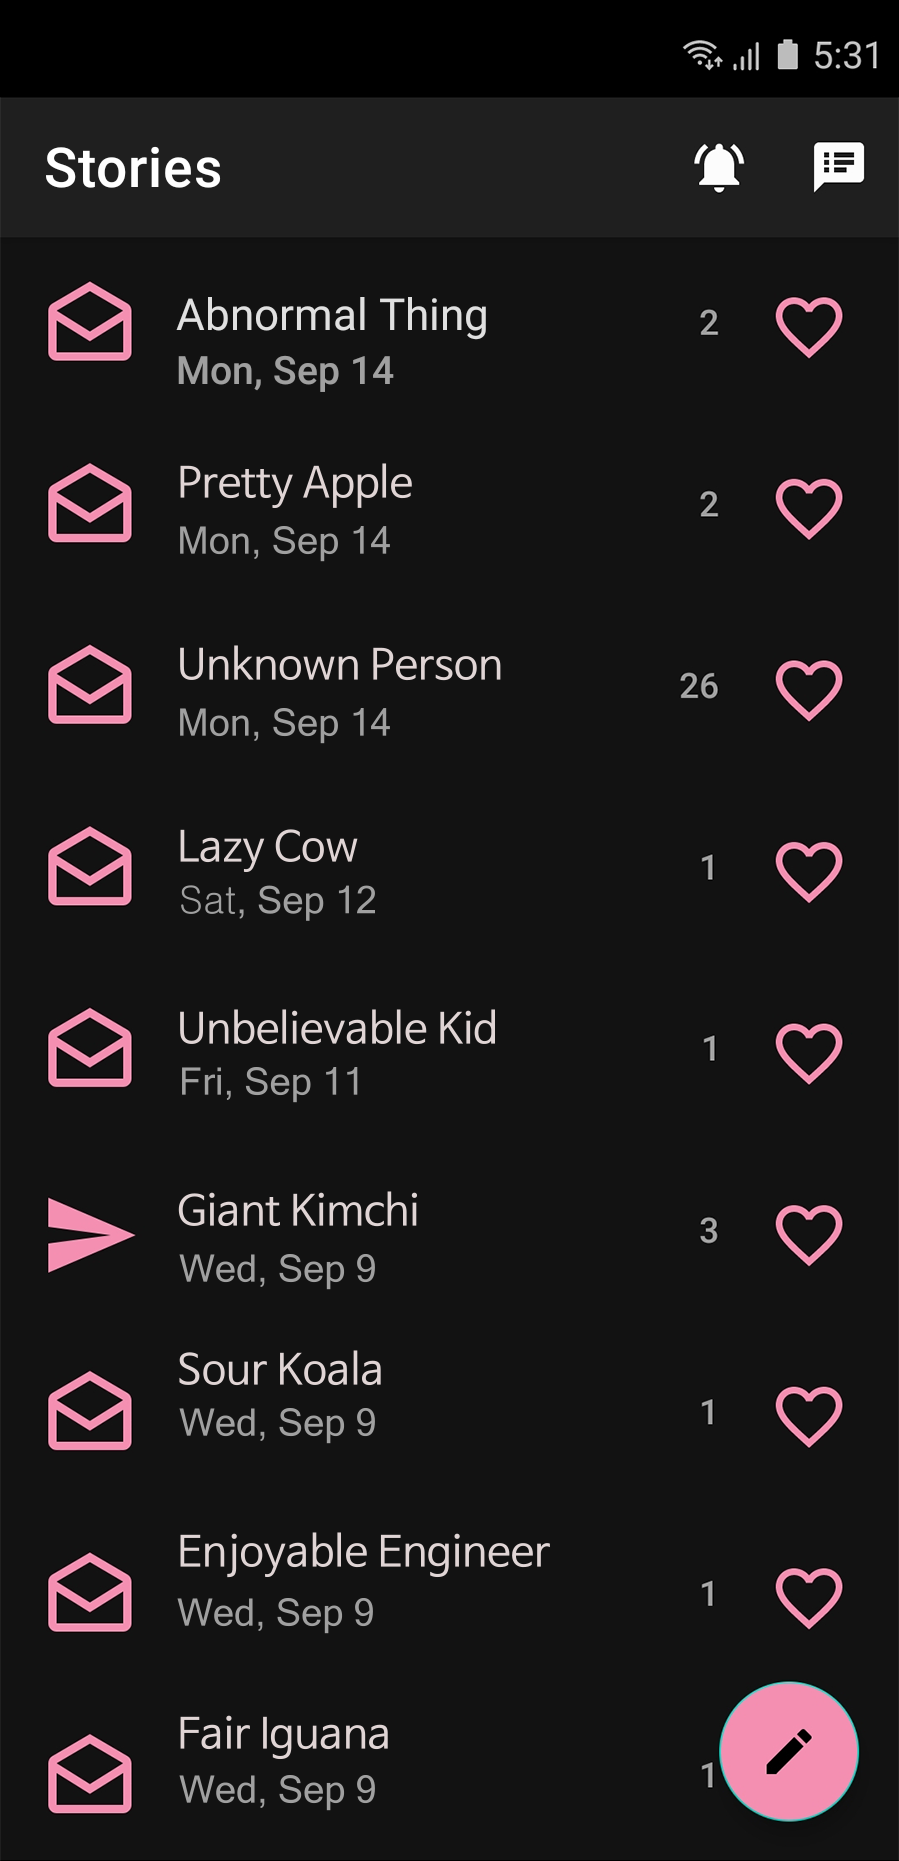 5:31
Stories
Abnormal Thing
Mon, Sep 14
2
Pretty Apple
Mon, Sep 14
2
Unknown Person
Mon, Sep 14
26
Lazy Cow
Sat, Sep 12
1
Unbelievable Kid
Fri, Sep 11
1
Giant Kimchi
Wed, Sep 9
3
Sour Koala
Wed, Sep 9
1
Enjoyable Engineer
Wed, Sep 9
1
Fair Iguana
Wed, Sep 9
1